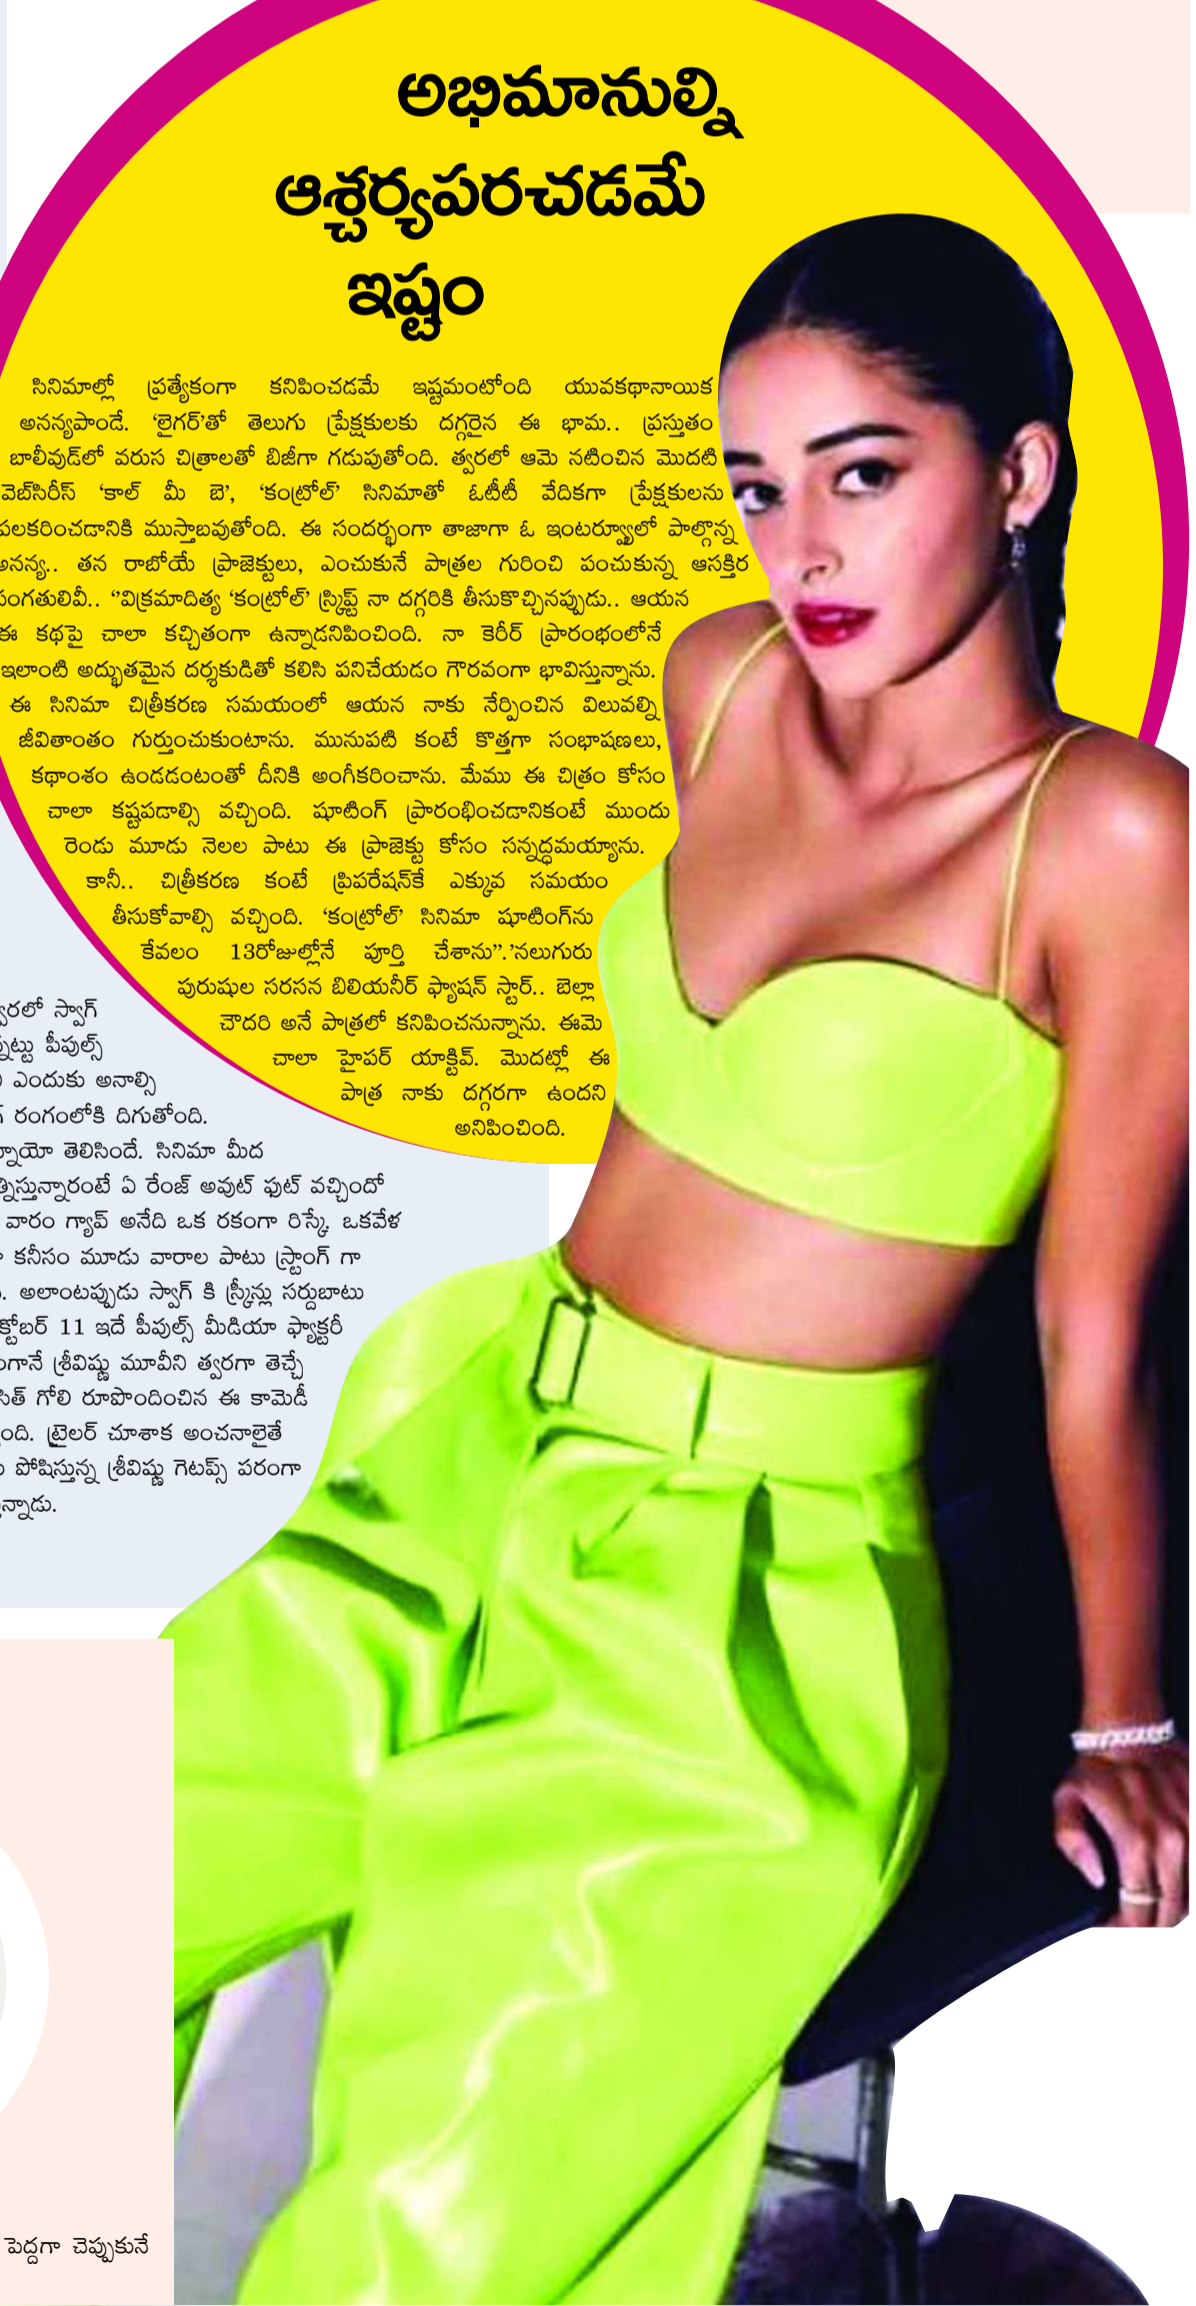 అభిమానుల్ని
ఆశ్చర్యపరచడమే
ఇష్టం
సినిమాల్లో ప్రత్యేకంగా కనిపించడమే ఇష్టమంటోంది యువకథానాయిక
అనన్యపాండే. ‘లైగర్’తో తెలుగు ప్రేక్షకులకు దగ్గరైన ఈ భామ.. ప్రస్తుతం
బాలీవుడ్‌లో వరుస చిత్రాలతో బిజీగా గడుపుతోంది. త్వరలో ఆమె నటించిన మొదటి
వెబ్‌సిరీస్ ‘కాల్ మీ బె’, ‘కంట్రోల్’ సినిమాతో ఓటీటీ వేదికగా ప్రేక్షకులను
పలకరించడానికి ముస్తాబవుతోంది. ఈ సందర్భంగా తాజాగా ఓ ఇంటర్వ్యూలో పాల్గొన్న
అనన్య.. తన రాబోయే ప్రాజెక్టులు, ఎంచుకునే పాత్రల గురించి పంచుకున్న ఆసక్తిర
సంగతులివీ.. ‘‘విక్రమాదిత్య ‘కంట్రోల్’ స్క్రిప్ట్ నా దగ్గరికి తీసుకొచ్చినప్పుడు.. ఆయన
ఈ కథపై చాలా కచ్చితంగా ఉన్నాడనిపించింది. నా కెరీర్ ప్రారంభంలోనే
ఇలాంటి అద్భుతమైన దర్శకుడితో కలిసి పనిచేయడం గౌరవంగా భావిస్తున్నాను.
ఈ సినిమా చిత్రీకరణ సమయంలో ఆయన నాకు నేర్పించిన విలువల్ని
జీవితాంతం గుర్తుంచుకుంటాను. మునుపటి కంటే కొత్తగా సంభాషణలు,
కథాంశం ఉండడంటంతో దీనికి అంగీకరించాను. మేము ఈ చిత్రం కోసం
చాలా కష్టపడాల్సి వచ్చింది. షూటింగ్ ప్రారంభించడానికంటే ముందు
రెండు మూడు నెలల పాటు ఈ ప్రాజెక్టు కోసం సన్నద్ధమయ్యాను.
కానీ.. చిత్రీకరణ కంటే ప్రిపరేషన్‌కే ఎక్కువ సమయం
తీసుకోవాల్సి వచ్చింది. ‘కంట్రోల్’ సినిమా షూటింగ్‌ను
కేవలం 13రోజుల్లోనే పూర్తి చేశాను’’.’నలుగురు
పురుషుల సరసన బిలియనీర్ ఫ్యాషన్ స్టార్.. బెల్లా
చౌదరి అనే పాత్రలో కనిపించనున్నాను. ఈమె
చాలా హైపర్ యాక్టివ్. మొదట్లో ఈ
పాత్ర నాకు దగ్గరగా ఉందని
అనిపించింది.
స్వాగ్
పీపుల్స్
ఎందుకు అనాల్సి
రంగంలోకి దిగుతోంది.
తెలిసిందే. సినిమా మీద
ఏ రేంజ్ అవుట్ ఫుట్ వచ్చిందో
వారం గ్యాప్ అనేది ఒక రకంగా రిస్కే. ఒకవేళ
కనీసం మూడు వారాల పాటు స్ట్రాంగ్ గా
అలాంటప్పుడు స్వాగ్ కి స్క్రీన్లు సర్దుబాటు
11 ఇదే పీపుల్స్ మీడియా ఫ్యాక్టరీ
శ్రీవిష్ణు మూవీని త్వరగా తెచ్చే
గోలి రూపొందించిన ఈ కామెడీ
ట్రైలర్ చూశాక అంచనాలైతే
పోషిస్తున్న శ్రీవిష్ణు గెటప్స్ పరంగా
పెద్దగా చెప్పుకునే